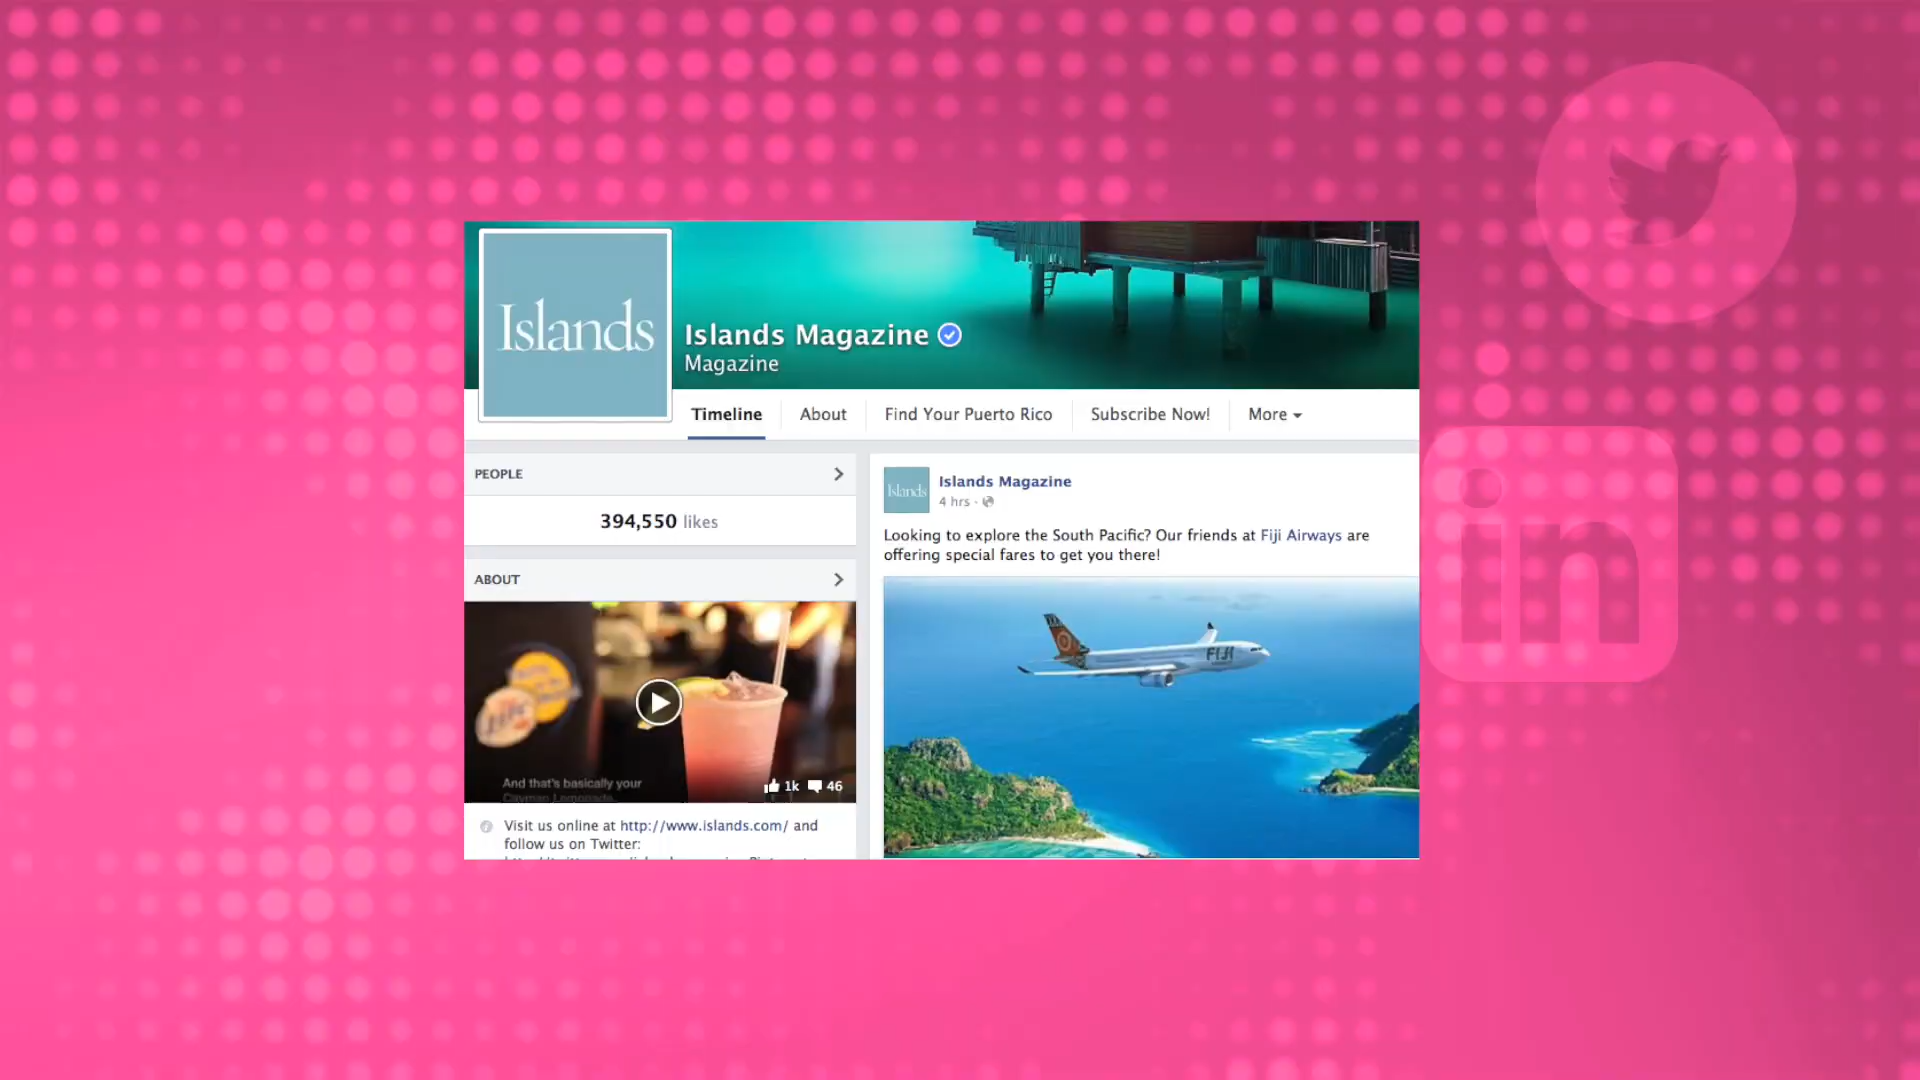 Islands
Islands Magazine
Magazine
Timeline
About
Find Your Puerto Rico
Subscribe Now!
More
PEOPLE
394,550 likes
ABOUT
And that's basically your
Cayman Lemonade.
1k
46
Visit us online at http://www.islands.com/ and
follow us on Twitter:
Islands
Islands Magazine
4 hrs ·
Looking to explore the South Pacific? Our friends at Fiji Airways are
offering special fares to get you there!
FIJI
in